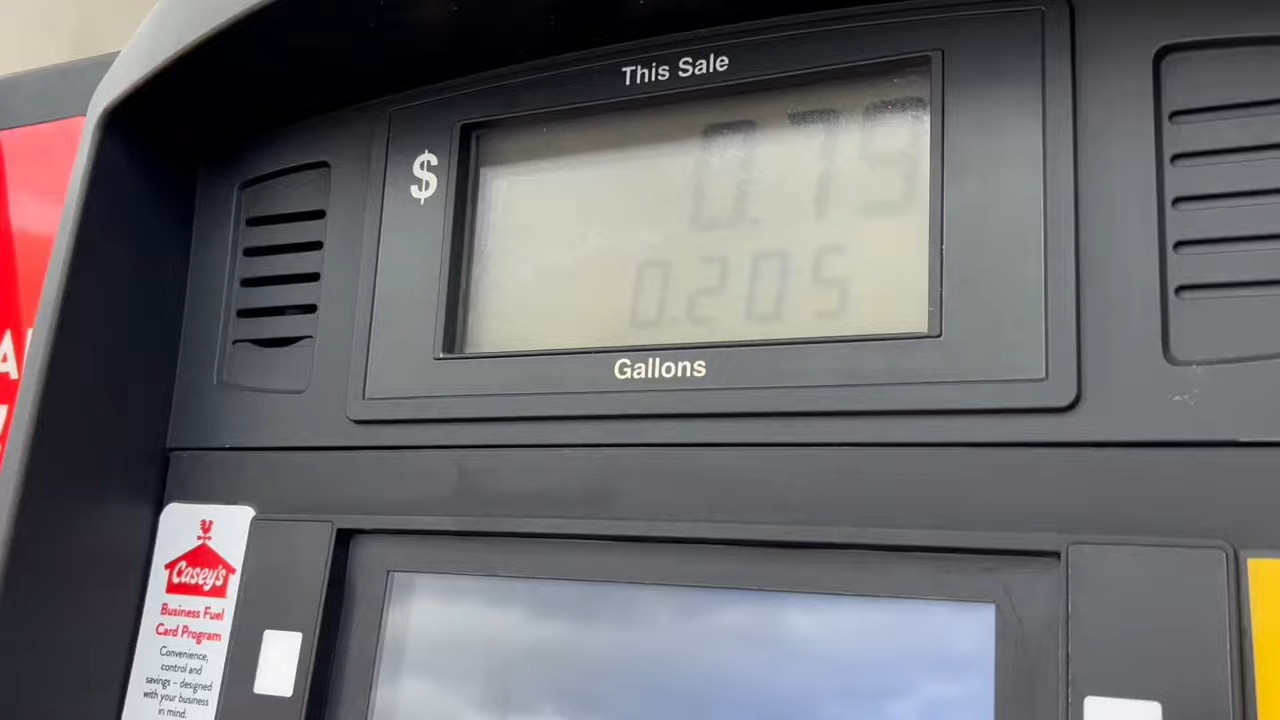 This Sale
$
0.79
0.205
Gallons
A
Casey's
Business Fuel
Card Program
Convenience,
control and
savings – designed
with your business
in mind.